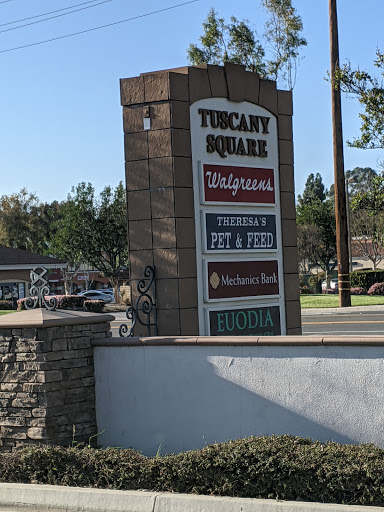 TUSCANY
SQUARE
Walgreens
THERESA'S
PET & FEED
Mechanics Bank
EUODIA